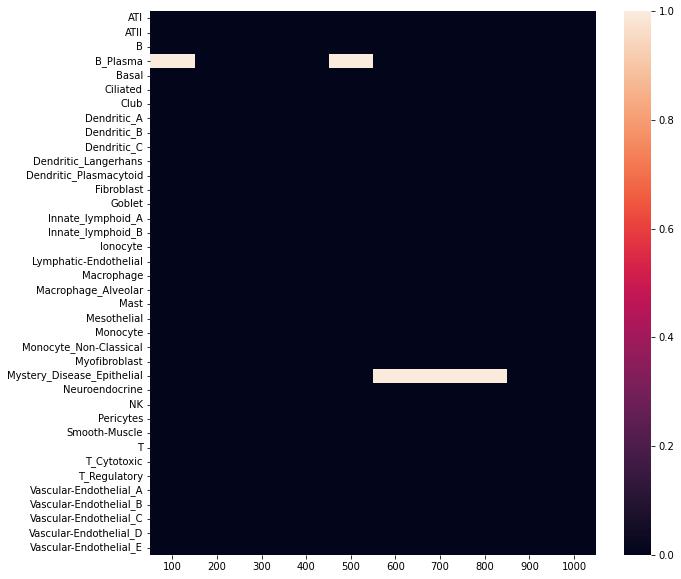 ATI
ATII
B
B_Plasma
Basal
Ciliated
Club
Dendritic_A
Dendritic_B
Dendritic_C
Dendritic_Langerhans
Dendritic_Plasmacytoid
Fibroblast
Goblet
Innate_lymphoid_A
Innate_lymphoid_B
Ionocyte
Lymphatic-Endothelial
Macrophage
Macrophage_Alveolar
Mast
Mesothelial
Monocyte
Monocyte_Non-Classical
Myofibroblast
Mystery_Disease_Epithelial
Neuroendocrine
NK
Pericytes
Smooth-Muscle
T
T_Cytotoxic
T_Regulatory
Vascular-Endothelial_A
Vascular-Endothelial_B
Vascular-Endothelial_C
Vascular-Endothelial_D
Vascular-Endothelial_E
100 200 300 400 500 600 700 800 900 1000
1.0
0.8
0.6
0.4
0.2
0.0